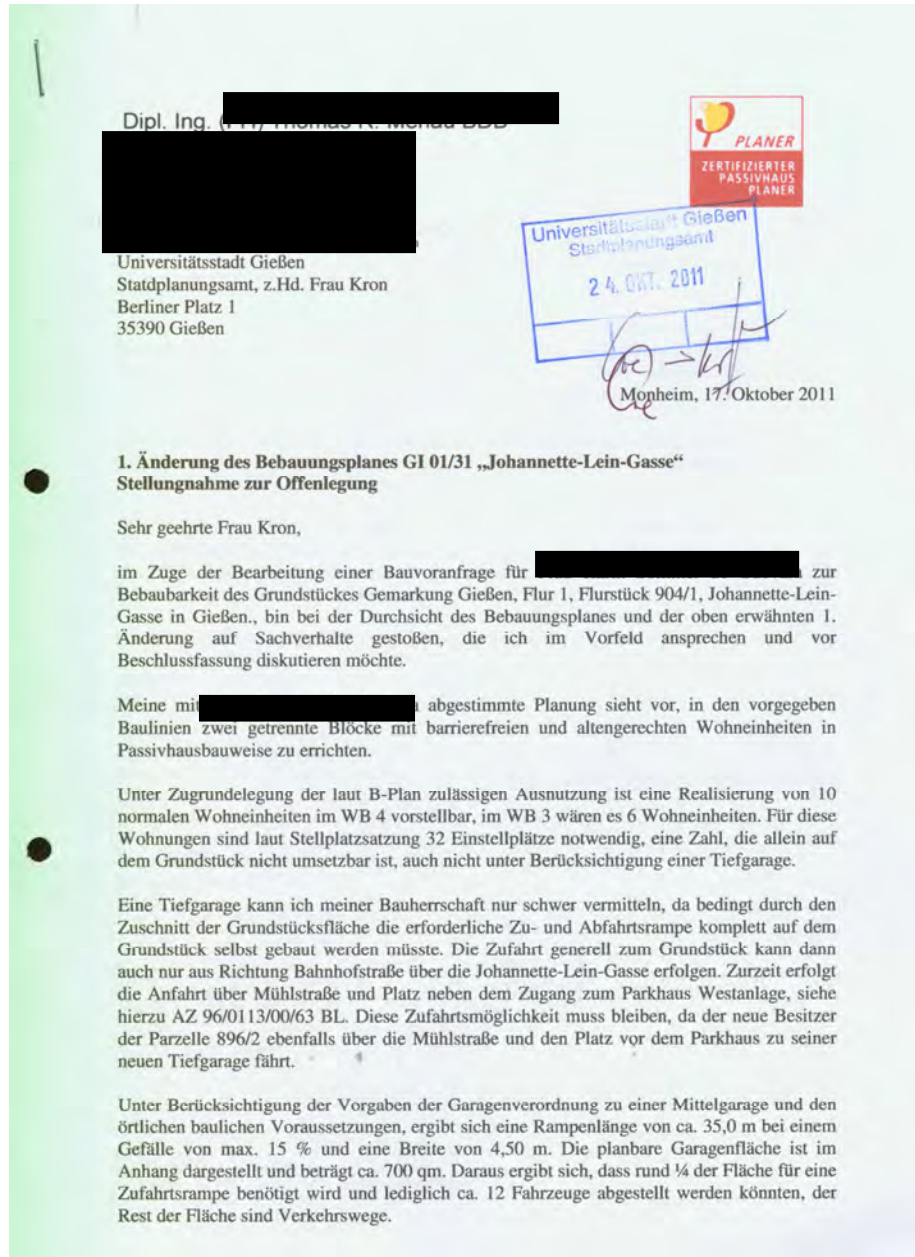 Dipl. Ing.
PLANER
ZERTIFIZIERTER
PASSIVHAUS
PLANER
Universitätsstadt Gießen
Stadtplanungsamt
24. OKT. 2011
Universitätsstadt Gießen
Statdplanungsamt, z.Hd. Frau Kron
Berliner Platz 1
35390 Gießen
Monheim, 17. Oktober 2011
1. Änderung des Bebauungsplanes GI 01/31 „Johannette-Lein-Gasse“
Stellungnahme zur Offenlegung
Sehr geehrte Frau Kron,
im Zuge der Bearbeitung einer Bauvoranfrage für zur
Bebaubarkeit des Grundstückes Gemarkung Gießen, Flur 1, Flurstück 904/1, Johannette-Lein-
Gasse in Gießen., bin bei der Durchsicht des Bebauungsplanes und der oben erwähnten 1.
Änderung auf Sachverhalte gestoßen, die ich im Vorfeld ansprechen und vor
Beschlussfassung diskutieren möchte.
Meine mit abgestimmte Planung sieht vor, in den vorgegeben
Baulinien zwei getrennte Blöcke mit barrierefreien und altengerechten Wohneinheiten in
Passivhausbauweise zu errichten.
Unter Zugrundelegung der laut B-Plan zulässigen Ausnutzung ist eine Realisierung von 10
normalen Wohneinheiten im WB 4 vorstellbar, im WB 3 wären es 6 Wohneinheiten. Für diese
Wohnungen sind laut Stellplatzsatzung 32 Einstellplätze notwendig, eine Zahl, die allein auf
dem Grundstück nicht umsetzbar ist, auch nicht unter Berücksichtigung einer Tiefgarage.
Eine Tiefgarage kann ich meiner Bauherrschaft nur schwer vermitteln, da bedingt durch den
Zuschnitt der Grundstücksfläche die erforderliche Zu- und Abfahrtsrampe komplett auf dem
Grundstück selbst gebaut werden müsste. Die Zufahrt generell zum Grundstück kann dann
auch nur aus Richtung Bahnhofstraße über die Johannette-Lein-Gasse erfolgen. Zurzeit erfolgt
die Anfahrt über Mühlstraße und Platz neben dem Zugang zum Parkhaus Westanlage, siehe
hierzu AZ 96/0113/00/63 BL. Diese Zufahrtsmöglichkeit muss bleiben, da der neue Besitzer
der Parzelle 896/2 ebenfalls über die Mühlstraße und den Platz vor dem Parkhaus zu seiner
neuen Tiefgarage fährt.
Unter Berücksichtigung der Vorgaben der Garagenverordnung zu einer Mittelgarage und den
örtlichen baulichen Voraussetzungen, ergibt sich eine Rampenlänge von ca. 35,0 m bei einem
Gefälle von max. 15 % und eine Breite von 4,50 m. Die planbare Garagenfläche ist im
Anhang dargestellt und beträgt ca. 700 qm. Daraus ergibt sich, dass rund ¼ der Fläche für eine
Zufahrtsrampe benötigt wird und lediglich ca. 12 Fahrzeuge abgestellt werden könnten, der
Rest der Fläche sind Verkehrswege.